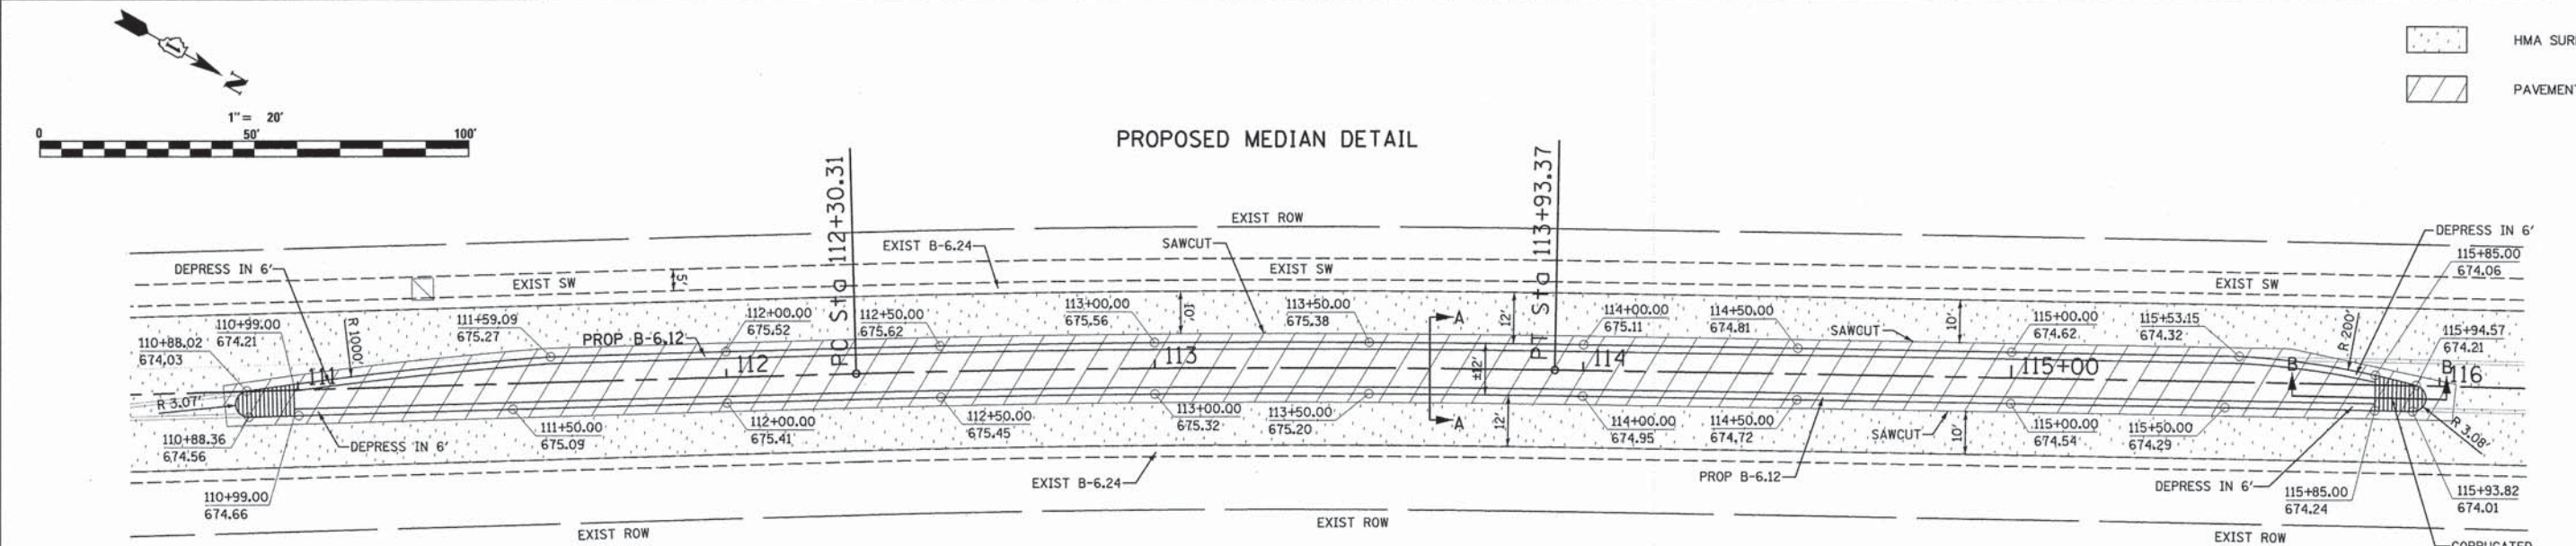 N
1" = 20'
0
50'
100'
PROPOSED MEDIAN DETAIL
HMA
PAVEMENT
PC Sta 112+30.31
PT Sta 113+93.37
EXIST ROW
EXIST B-6.24
SAWCUT
DEPRESS IN 6'
EXIST SW
5'
EXIST SW
EXIST SW
DEPRESS IN 6'
115+85.00
674.06
110+88.02
674.03
110+99.00
674.21
R 1000'
111+59.09
675.27
PROP B-6.12
112+00.00
675.52
112+50.00
675.62
113+00.00
675.56
10'
113+50.00
675.38
A
12'
114+00.00
675.11
114+50.00
674.81
SAWCUT
10'
115+00.00
674.62
115+53.15
674.32
R 200'
115+94.57
674.21
111
112
113
114
115+00
116
B
B
±12'
R 3.07'
R 3.08'
110+88.36
674.56
DEPRESS IN 6'
111+50.00
675.09
112+00.00
675.41
112+50.00
675.45
113+00.00
675.32
113+50.00
675.20
A
12'
114+00.00
674.95
114+50.00
674.72
SAWCUT
10'
115+00.00
674.54
115+50.00
674.29
110+99.00
674.66
EXIST B-6.24
PROP B-6.12
DEPRESS IN 6'
115+85.00
674.24
115+93.82
674.01
EXIST ROW
EXIST ROW
EXIST ROW
CORRUGATED